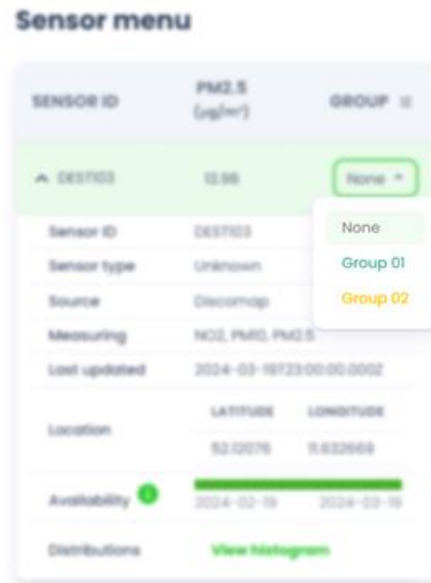 Sensor menu
SENSOR ID PM2.5 (µg/m³) GROUP
DEST103 None
None
Sensor ID DEST103
Group 01
Sensor type Unknown
Group 02
Source Discomap
Measuring NO2, PM10, PM2.5
Last updated 2024-03-19T23:00:00.000Z
LATITUDE LONGITUDE
Location
52.12076 11.632669
Availability
2024-02-19 2024-03-19
Distributions View histogram